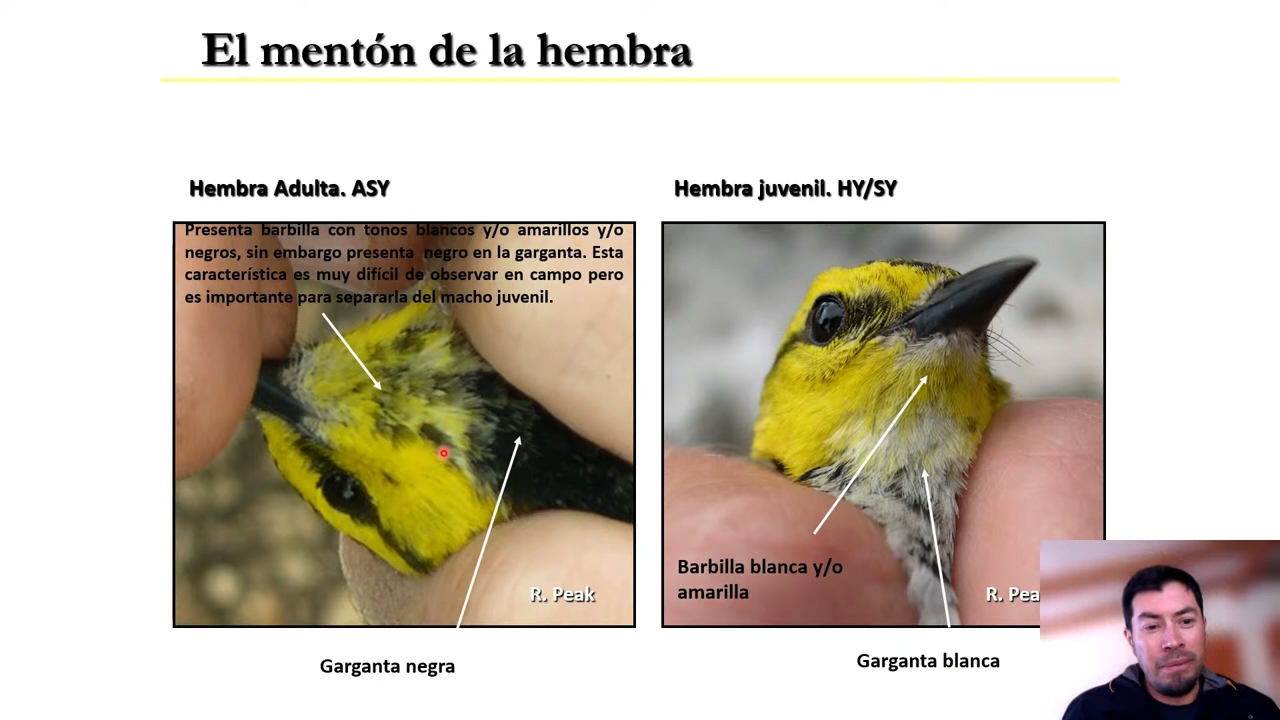 El mentón de la hembra
Hembra Adulta. ASY
Presenta barbilla con tonos blancos y/o amarillos y/o
negros, sin embargo presenta negro en la garganta. Esta
característica es muy difícil de observar en campo pero
es importante para separarla del macho juvenil.
R. Peak
Garganta negra
Hembra juvenil. HY/SY
Barbilla blanca y/o
amarilla
R. Pea
Garganta blanca